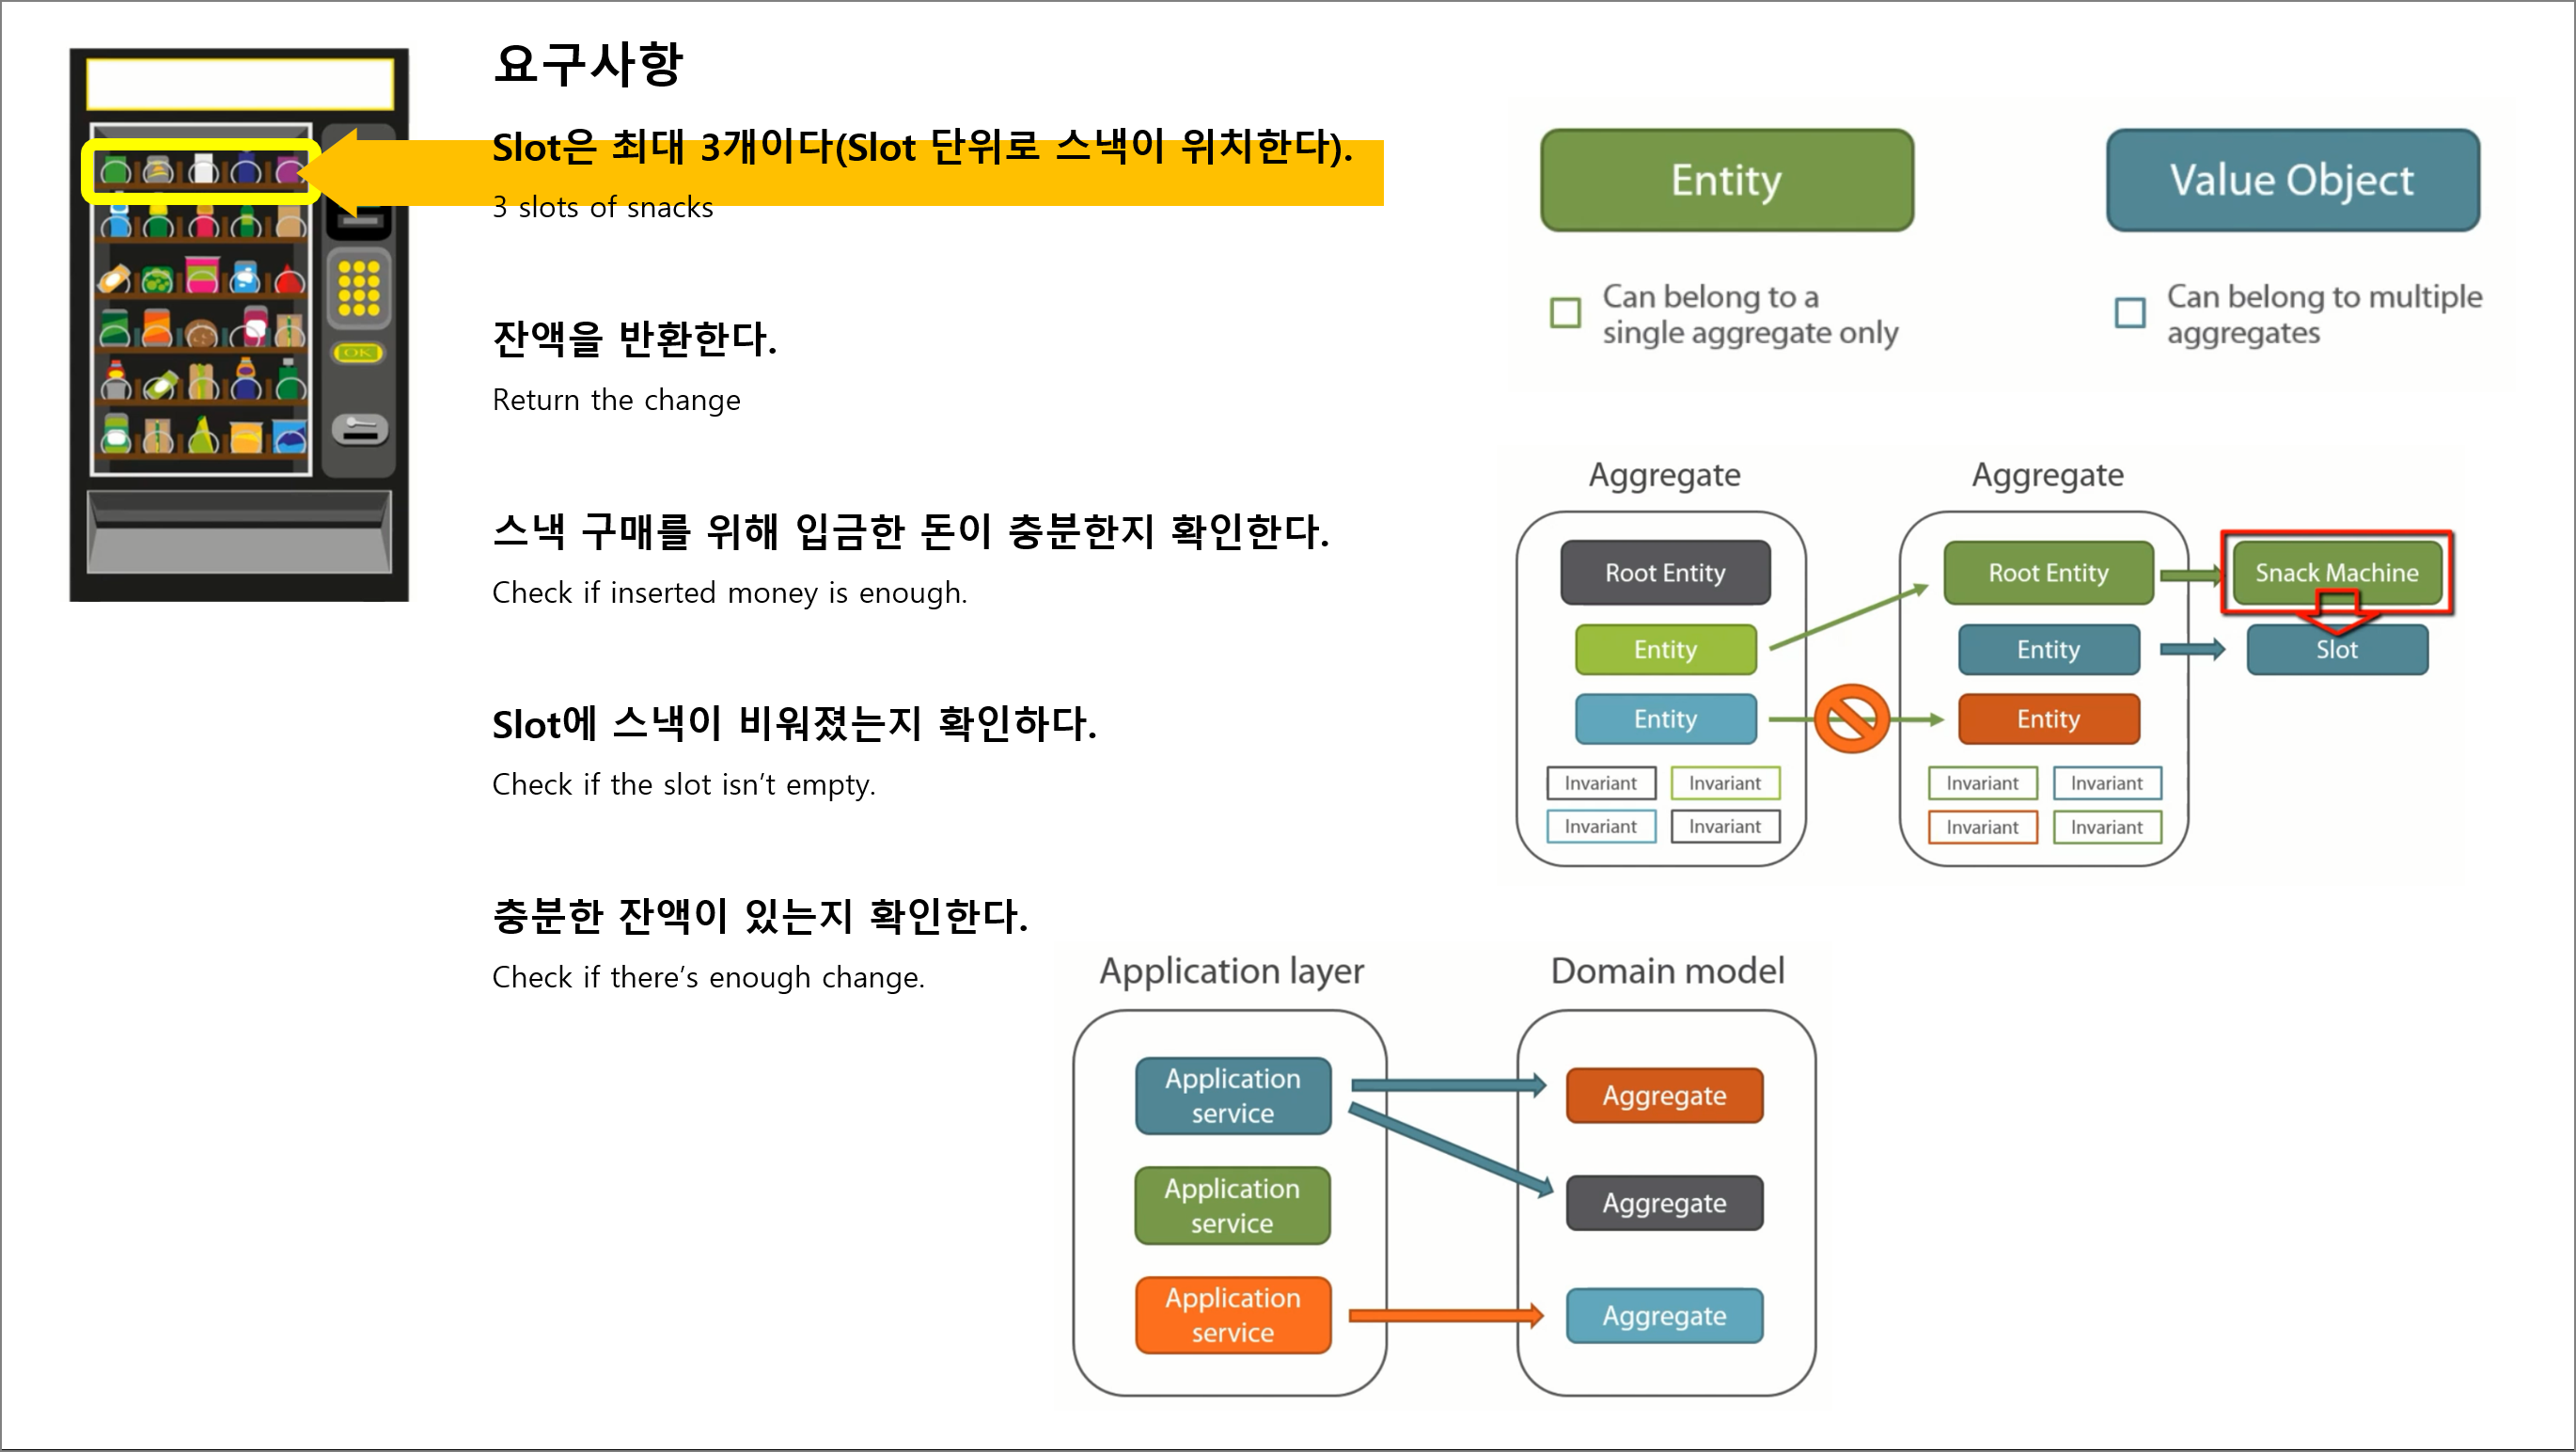 요구사항
Slot은 최대 3개이다(Slot 단위로 스낵이 위치한다).
3 slots of snacks
잔액을 반환한다.
Return the change
스낵 구매를 위해 입금한 돈이 충분한지 확인한다.
Check if inserted money is enough.
Slot에 스낵이 비워졌는지 확인하다.
Check if the slot isn’t empty.
충분한 잔액이 있는지 확인한다.
Check if there’s enough change.
OK
Entity
Can belong to a
single aggregate only
Value Object
Can belong to multiple
aggregates
Aggregate
Root Entity
Entity
Entity
Invariant Invariant
Invariant Invariant
Aggregate
Root Entity
Entity
Entity
Invariant Invariant
Invariant Invariant
Snack Machine
Slot
Application layer
Application
service
Application
service
Application
service
Domain model
Aggregate
Aggregate
Aggregate